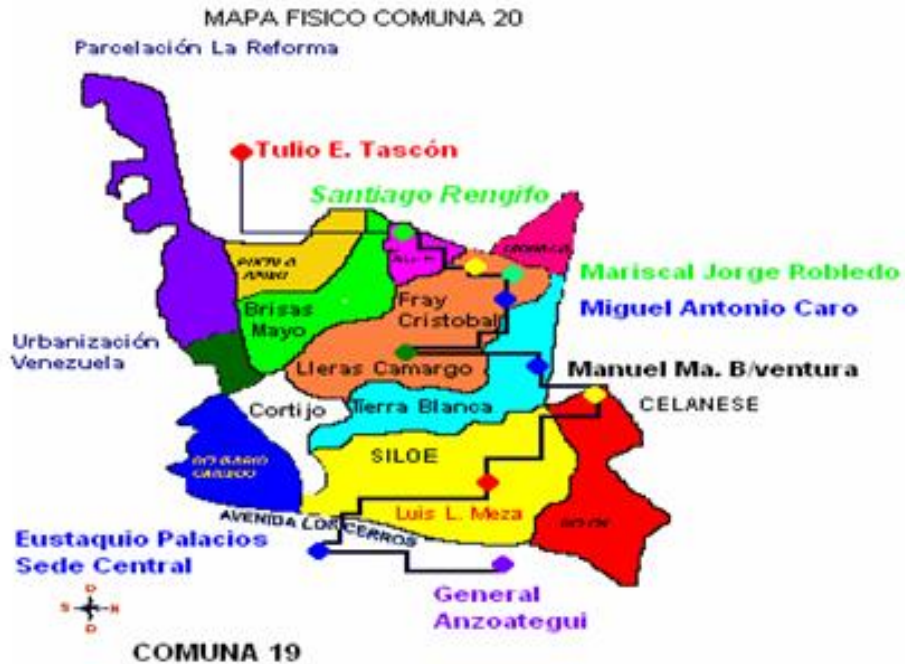 MAPA FISICO COMUNA 20
Parcelación La Reforma
Tulio E. Tascón
Santiago Rengifo
Mariscal Jorge Robledo
Brisas
Mayo
Fray
Cristobal
Miguel Antonio Caro
Urbanización
Venezuela
Lleras Camargo
Manuel Ma. B/ventura
Cortijo
Tierra Blanca
CELANESE
SILOE
Luis L. Meza
AVENIDA LOS CERROS
Eustaquio Palacios
Sede Central
General
Anzoategui
COMUNA 19